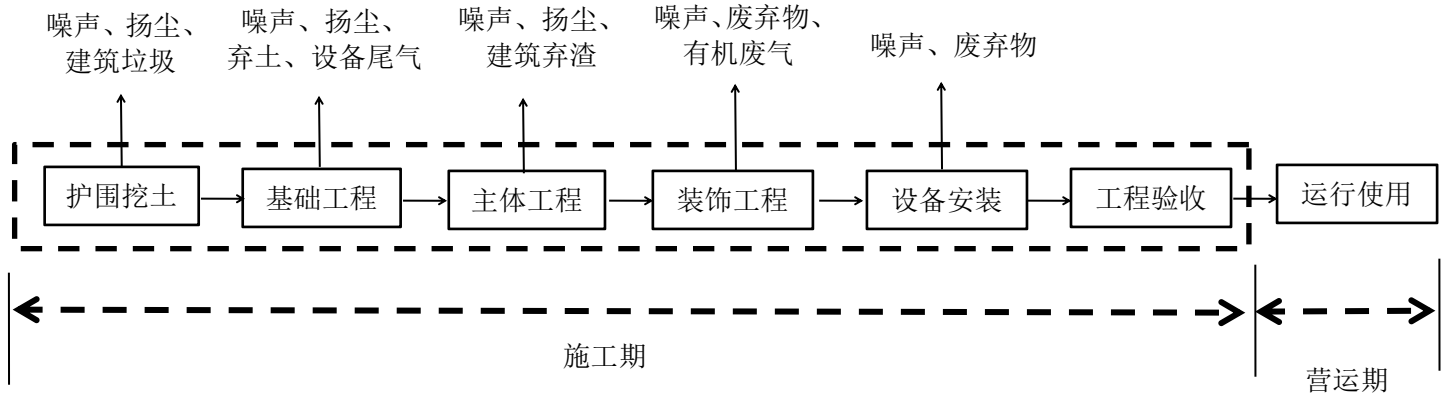 噪声、扬尘、
建筑垃圾
噪声、扬尘、
弃土、设备尾气
噪声、扬尘、
建筑弃渣
噪声、废弃物、
有机废气
噪声、废弃物
护围挖土
基础工程
主体工程
装饰工程
设备安装
工程验收
运行使用
施工期
营运期